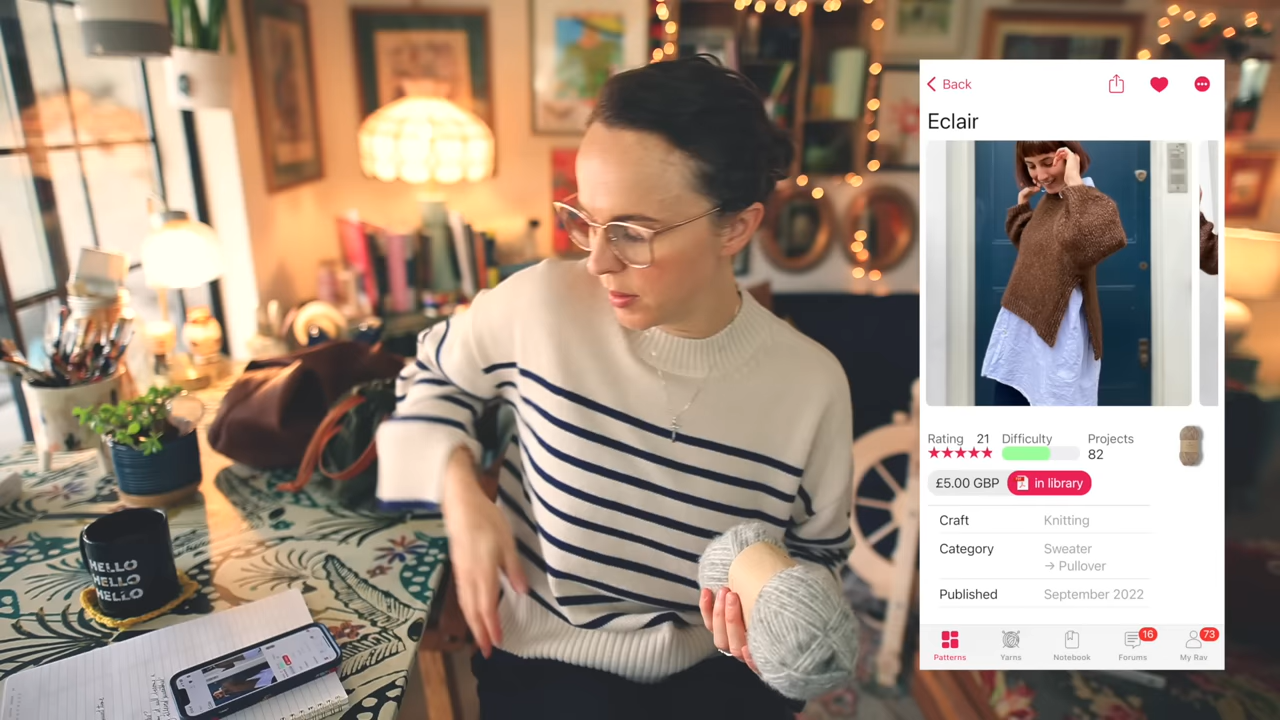 HELLO
HELLO
HELLO
Back
Eclair
Rating 21
Difficulty
Projects
82
£5.00 GBP
in library
Craft Knitting
Category Sweater
→ Pullover
Published September 2022
16
73
Patterns
Yarns
Notebook
Forums
My Rav